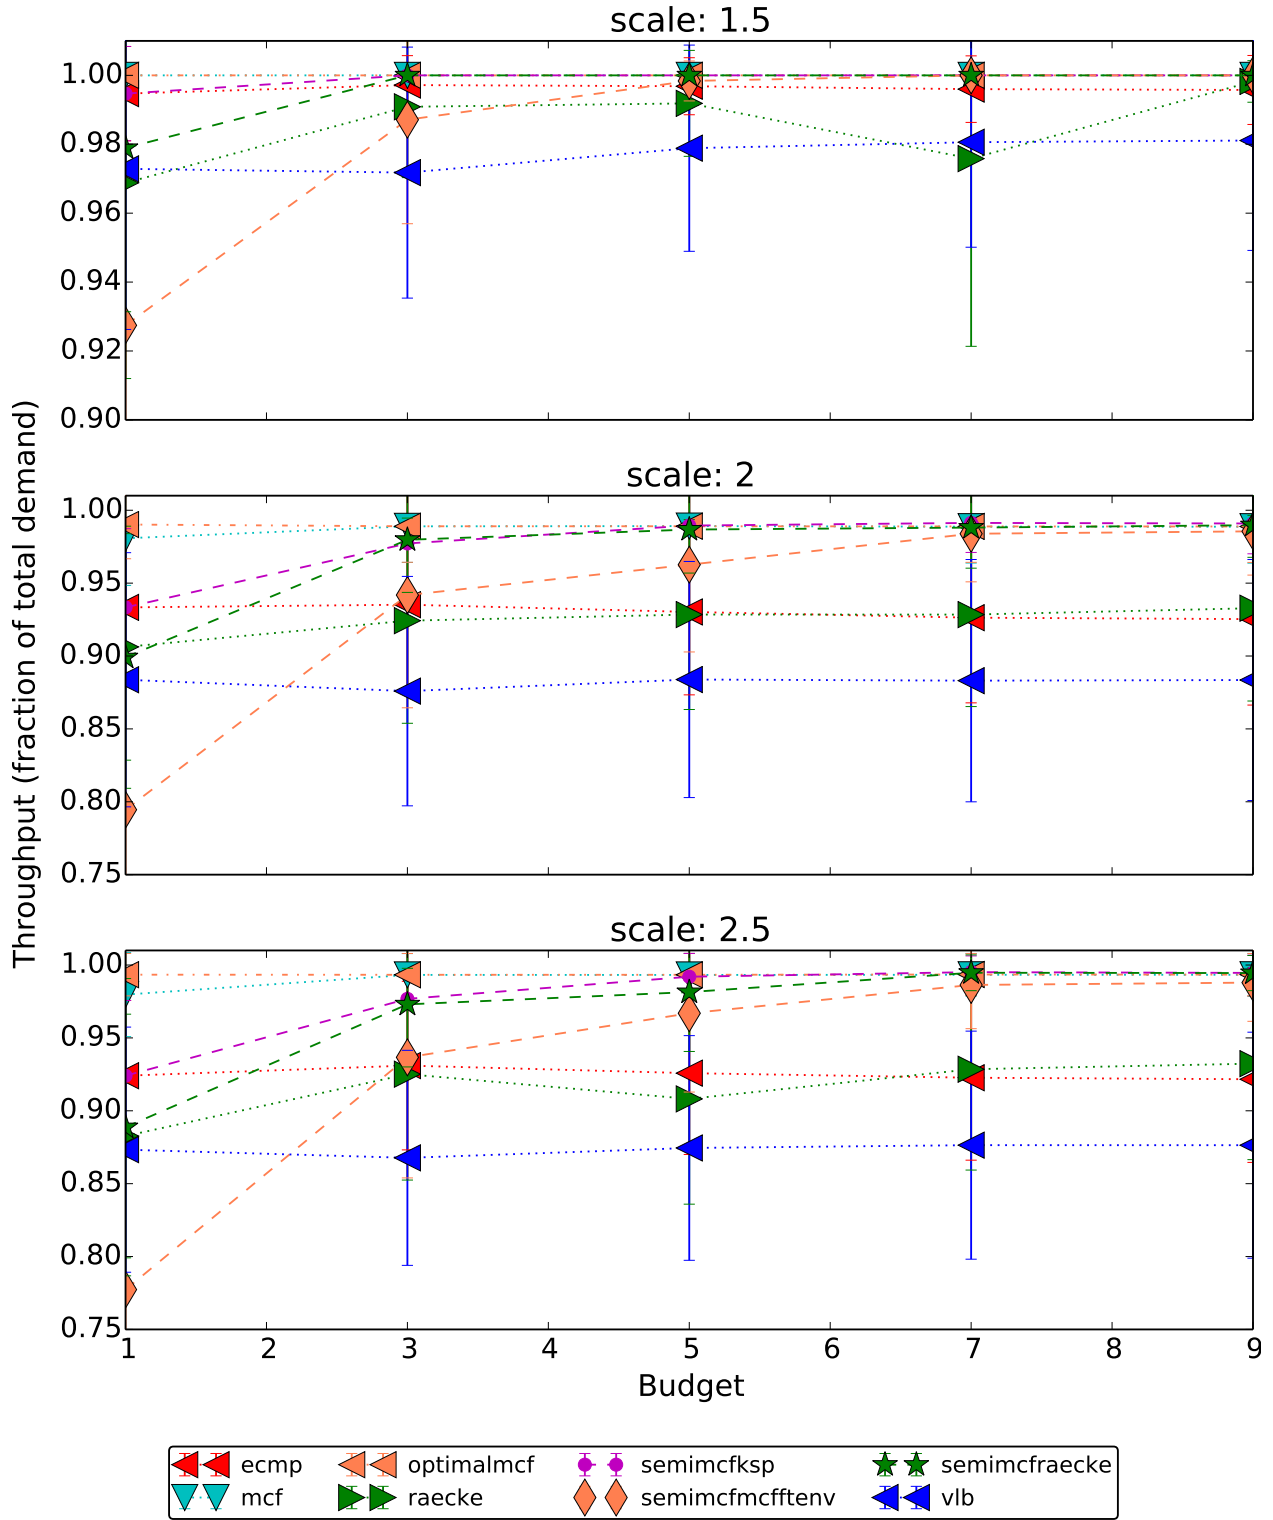 scale: 1.5
1.00
0.98
0.96
0.94
0.92
0.90
scale: 2
1.00
0.95
0.90
0.85
0.80
0.75
Throughput (fraction of total demand)
scale: 2.5
1.00
0.95
0.90
0.85
0.80
0.75
1 2 3 4 5 6 7 8 9
Budget
ecmp optimalmcf semimcfksp semimcfraecke
mcf raecke semimcfmcfftenv vlb